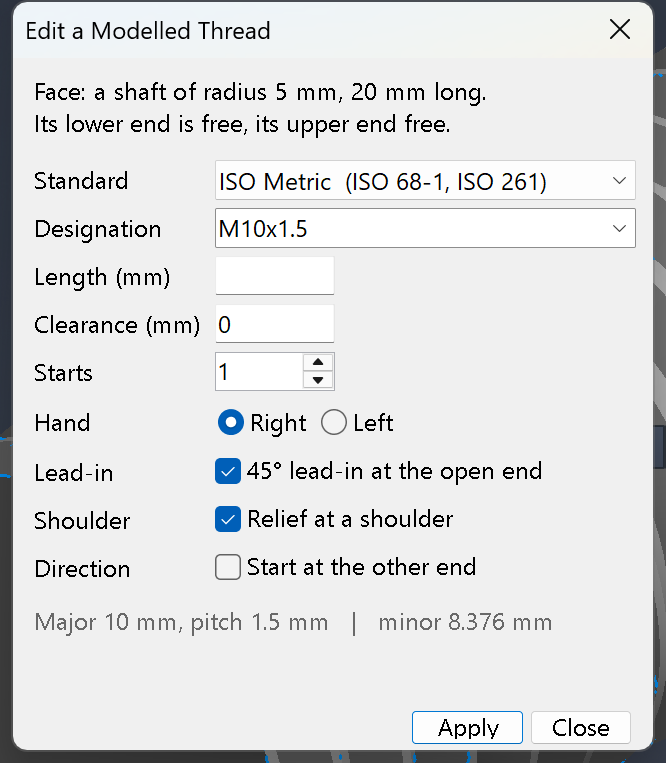 Edit a Modelled Thread
Face: a shaft of radius 5 mm, 20 mm long.
Its lower end is free, its upper end free.
Standard ISO Metric (ISO 68-1, ISO 261)
Designation M10x1.5
Length (mm)
Clearance (mm) 0
Starts 1
Hand Right Left
Lead-in 45° lead-in at the open end
Shoulder Relief at a shoulder
Direction Start at the other end
Major 10 mm, pitch 1.5 mm | minor 8.376 mm
Apply Close